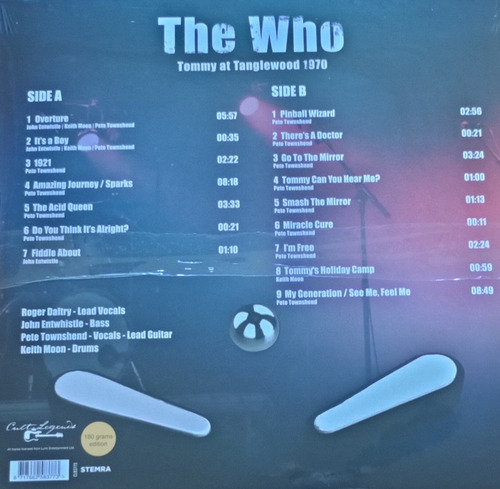 The Who
Tommy at Tanglewood 1970
SIDE A
1 Overture 05:57
John Entwistle / Keith Moon / Pete Townshend
2 It's a Boy 00:35
John Entwistle / Keith Moon / Pete Townshend
3 1921 02:22
Pete Townshend
4 Amazing Journey / Sparks 08:18
Pete Townshend
5 The Acid Queen 03:33
Pete Townshend
6 Do You Think It's Alright? 00:21
Pete Townshend
7 Fiddle About 01:10
John Entwistle
SIDE B
1 Pinball Wizard 02:56
Pete Townshend
2 There's A Doctor 00:21
Pete Townshend
3 Go To The Mirror 03:24
Pete Townshend
4 Tommy Can You Hear Me? 01:00
Pete Townshend
5 Smash The Mirror 01:13
Pete Townshend
6 Miracle Cure 00:11
Pete Townshend
7 I'm Free 02:24
Pete Townshend
8 Tommy's Holiday Camp 00:59
Keith Moon
9 My Generation / See Me, Feel Me 08:49
Pete Townshend
Roger Daltry - Lead Vocals
John Entwhistle - Bass
Pete Townshend - Vocals - Lead Guitar
Keith Moon - Drums
Cult Legends
180 grams
edition
STEMRA